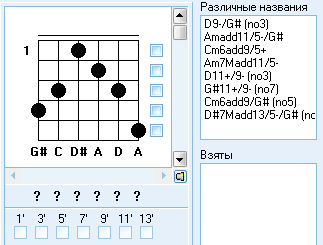 Различные названия
1
D9-/G# (no3)
Amadd11/5-/G#
Cm6add9/5+
Am7Madd11/5-
D11+/9- (no3)
G#11+/9- (no7)
Cm6add9/G# (no5)
D#7Madd13/5-/G# (nc
G# C D# A D A
Взяты
? ? ? ? ? ?
1' 3' 5' 7' 9' 11' 13'